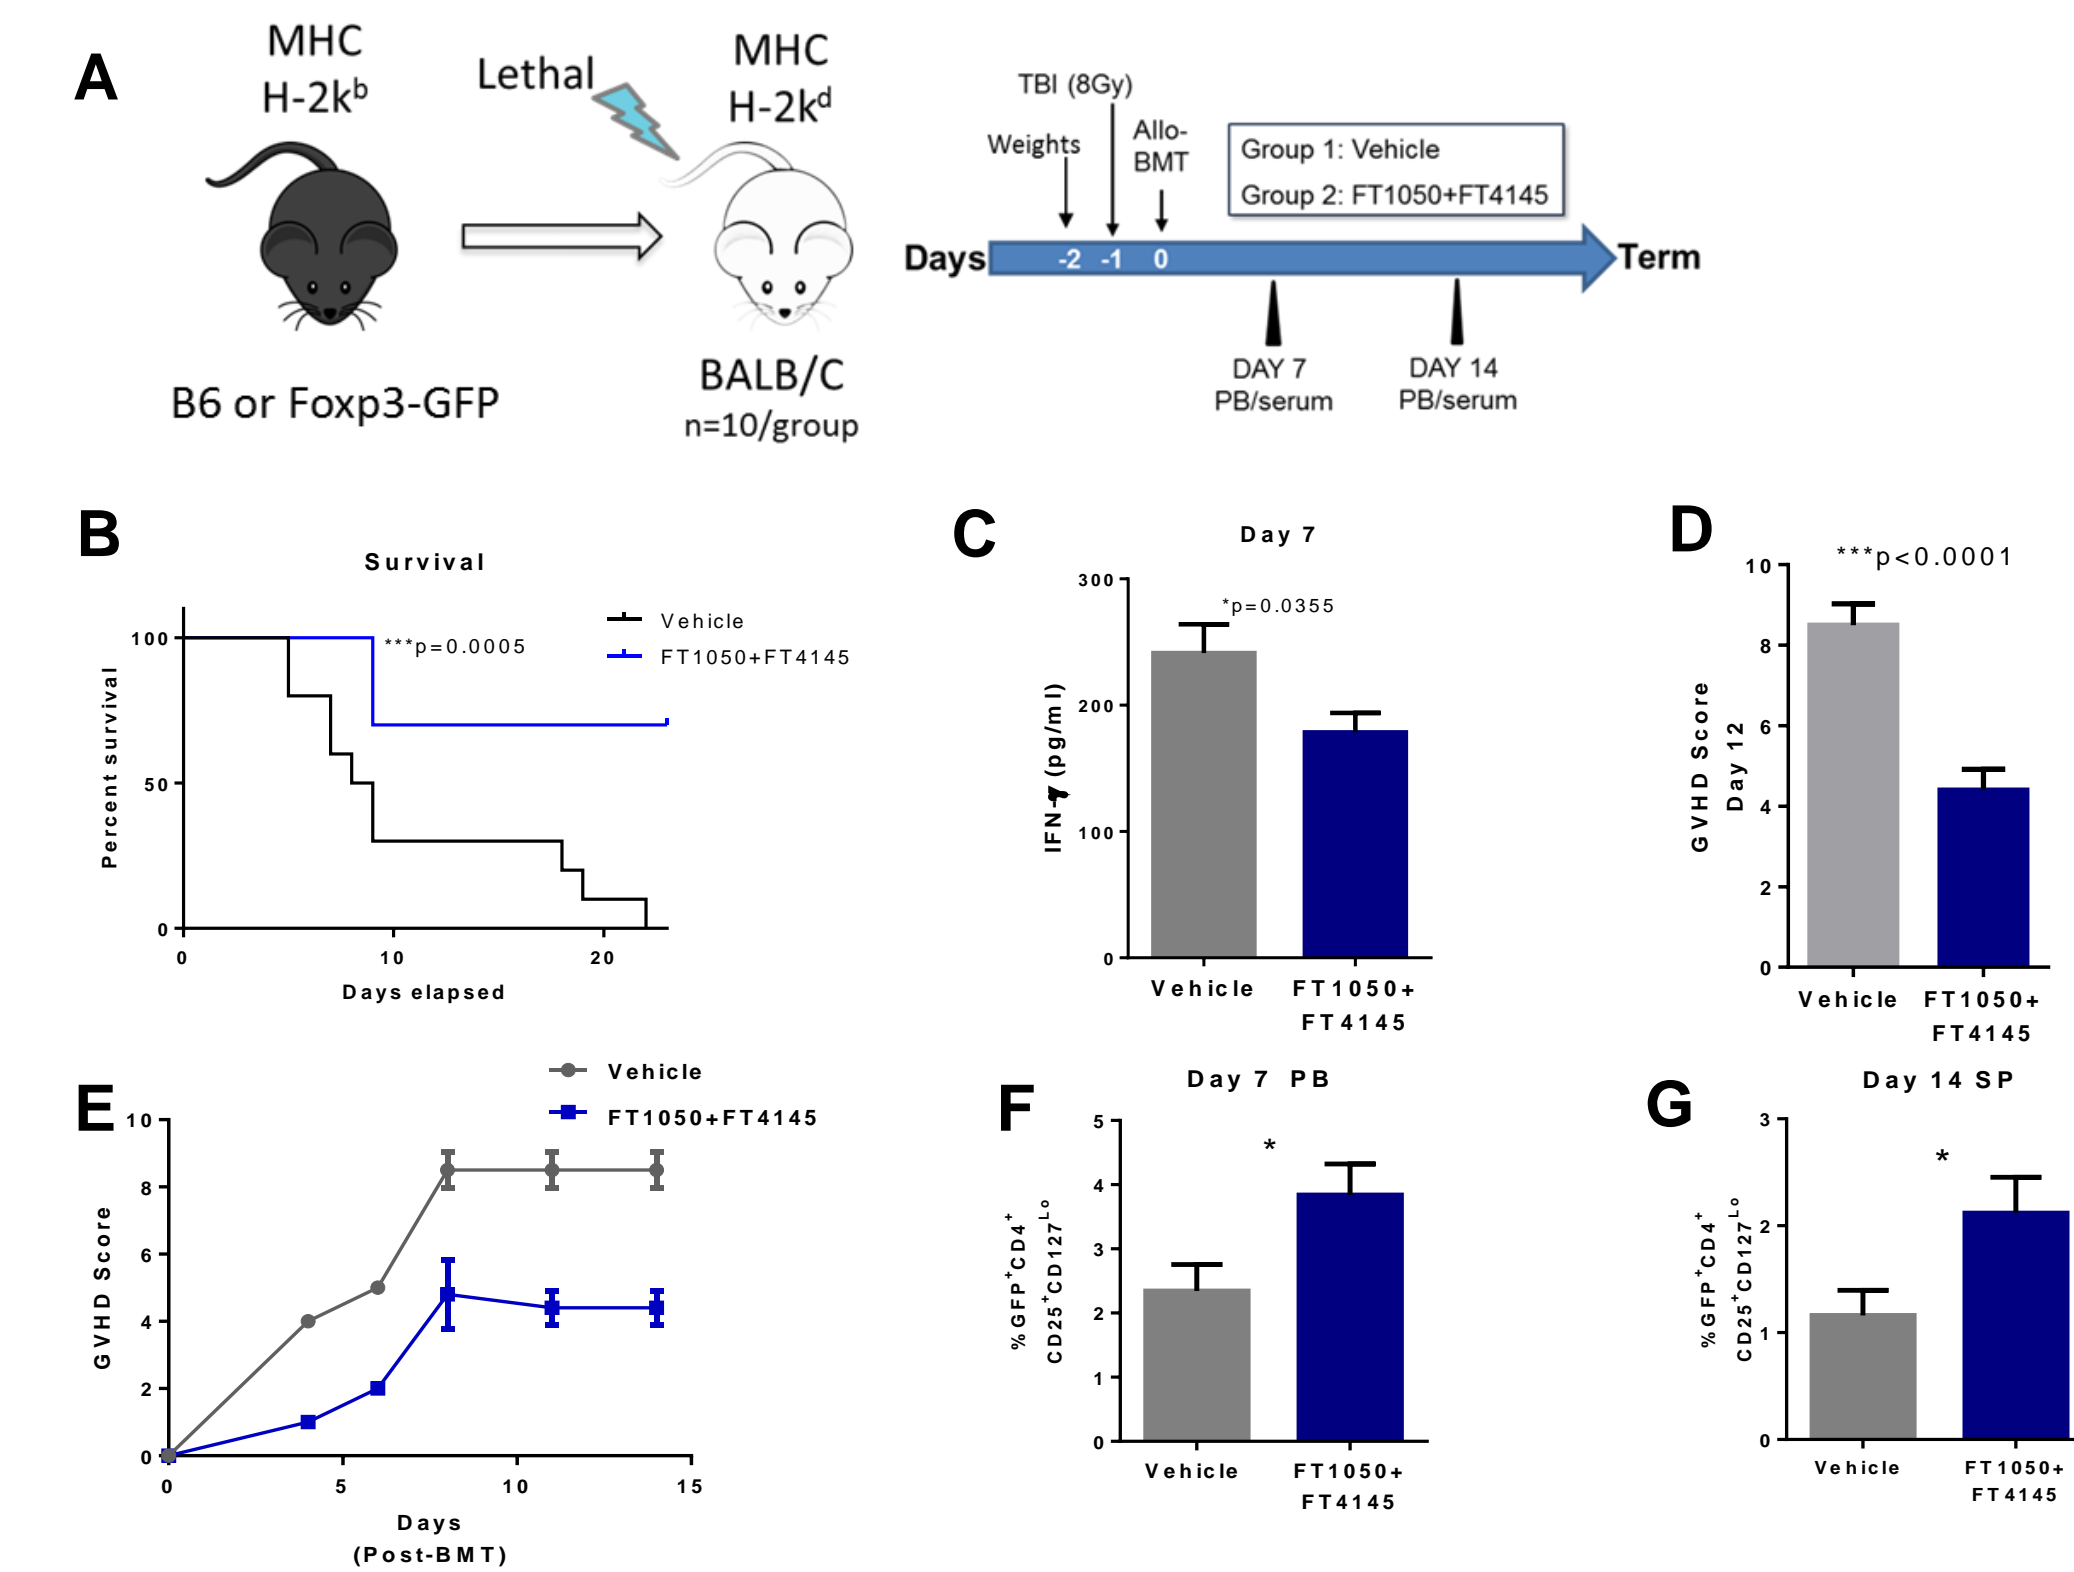 A
MHC
H-2kᵇ
Lethal
MHC
H-2kᵈ
B6 or Foxp3-GFP
BALB/C
n=10/group
TBI (8Gy)
Weights
Allo-
BMT
Group 1: Vehicle
Group 2: FT1050+FT4145
Days
-2 -1 0
Term
DAY 7
PB/serum
DAY 14
PB/serum
B
Survival
Percent survival
100
50
0
***p=0.0005
Vehicle
FT1050+FT4145
0 10 20
Days elapsed
C
Day 7
IFN-γ (pg/ml)
300
200
100
0
*p=0.0355
Vehicle
FT1050+
FT4145
D
***p<0.0001
GVHD Score
Day 12
10
8
6
4
2
0
Vehicle
FT1050+
FT4145
E
Vehicle
FT1050+FT4145
GVHD Score
10
8
6
4
2
0
0 5 10 15
Days
(Post-BMT)
F
Day 7 PB
%GFP⁺CD4⁺
CD25⁺CD127ᴸᵒ
5
4
3
2
1
0
*
Vehicle
FT1050+
FT4145
G
Day 14 SP
%GFP⁺CD4⁺
CD25⁺CD127ᴸᵒ
3
2
1
0
*
Vehicle
FT1050+
FT4145